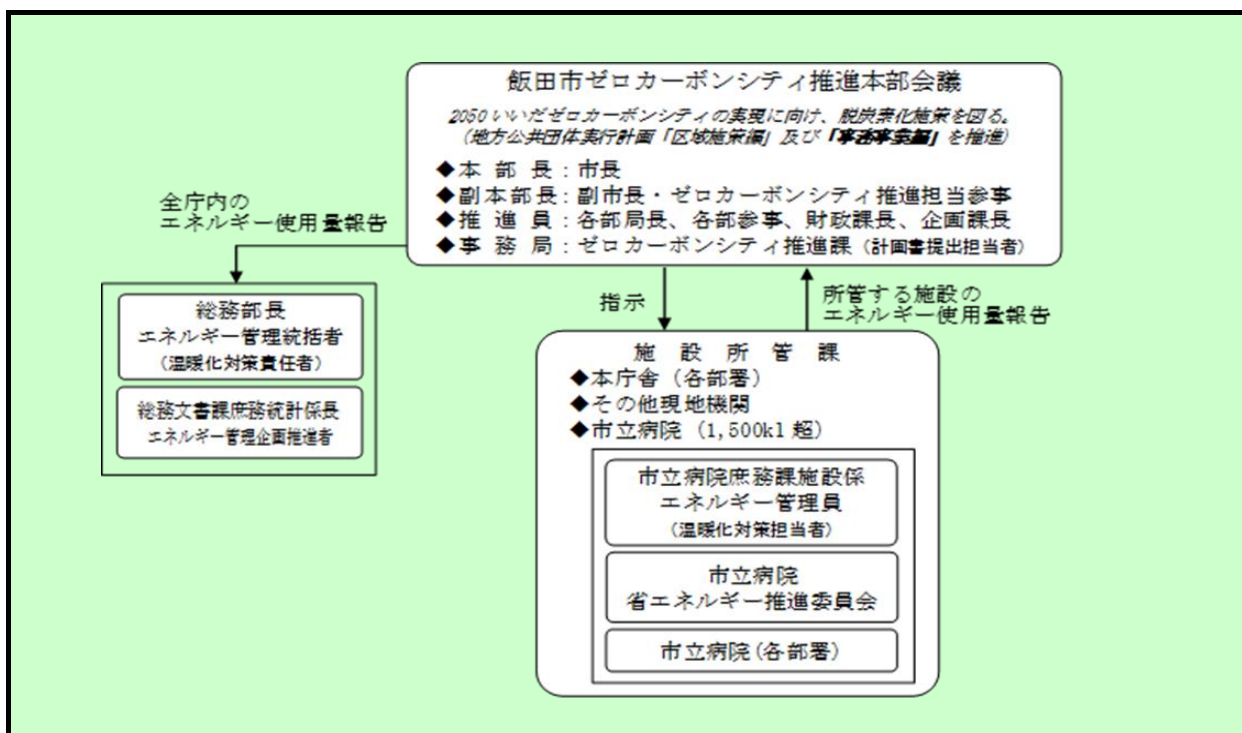 飯田市ゼロカーボンシティ推進本部会議
2050いいだゼロカーボンシティの実現に向け、脱炭素化施策を図る。
(地方公共団体実行計画「区域施策編」及び「事務事業編」を推進)
◆本部長:市長
◆副本部長:副市長・ゼロカーボンシティ推進担当参事
◆推進員:各部局長、各部参事、財政課長、企画課長
◆事務局:ゼロカーボンシティ推進課(計画書提出担当者)
全庁内の
エネルギー使用量報告
総務部長
エネルギー管理統括者
(温暖化対策責任者)
総務文書課庶務統計係長
エネルギー管理企画推進者
指示
所管する施設の
エネルギー使用量報告
施設所管課
◆本庁舎(各部署)
◆その他現地機関
◆市立病院(1,500kl超)
市立病院庶務課施設係
エネルギー管理員
(温暖化対策担当者)
市立病院
省エネルギー推進委員会
市立病院(各部署)